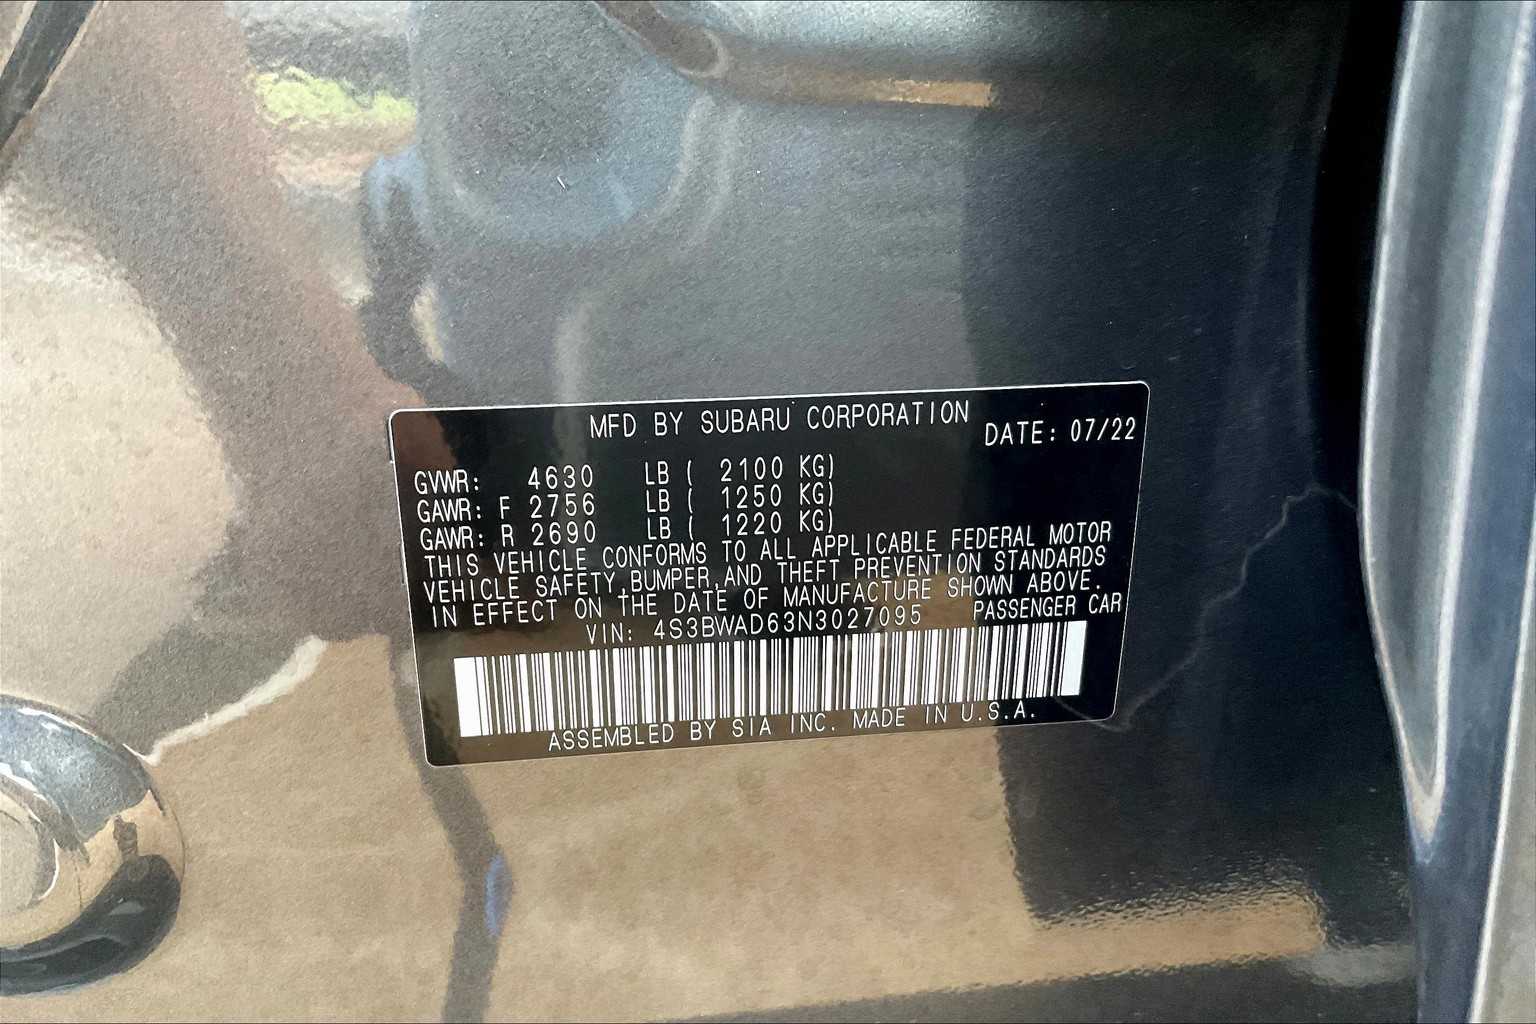 MFD BY SUBARU CORPORATION
DATE: 07/22
GVWR: 4630 LB ( 2100 KG)
GAWR: F 2756 LB ( 1250 KG)
GAWR: R 2690 LB ( 1220 KG)
THIS VEHICLE CONFORMS TO ALL APPLICABLE FEDERAL MOTOR
VEHICLE SAFETY,BUMPER,AND THEFT PREVENTION STANDARDS
IN EFFECT ON THE DATE OF MANUFACTURE SHOWN ABOVE.
VIN: 4S3BWAD63N3027095 PASSENGER CAR
ASSEMBLED BY SIA INC. MADE IN U.S.A.